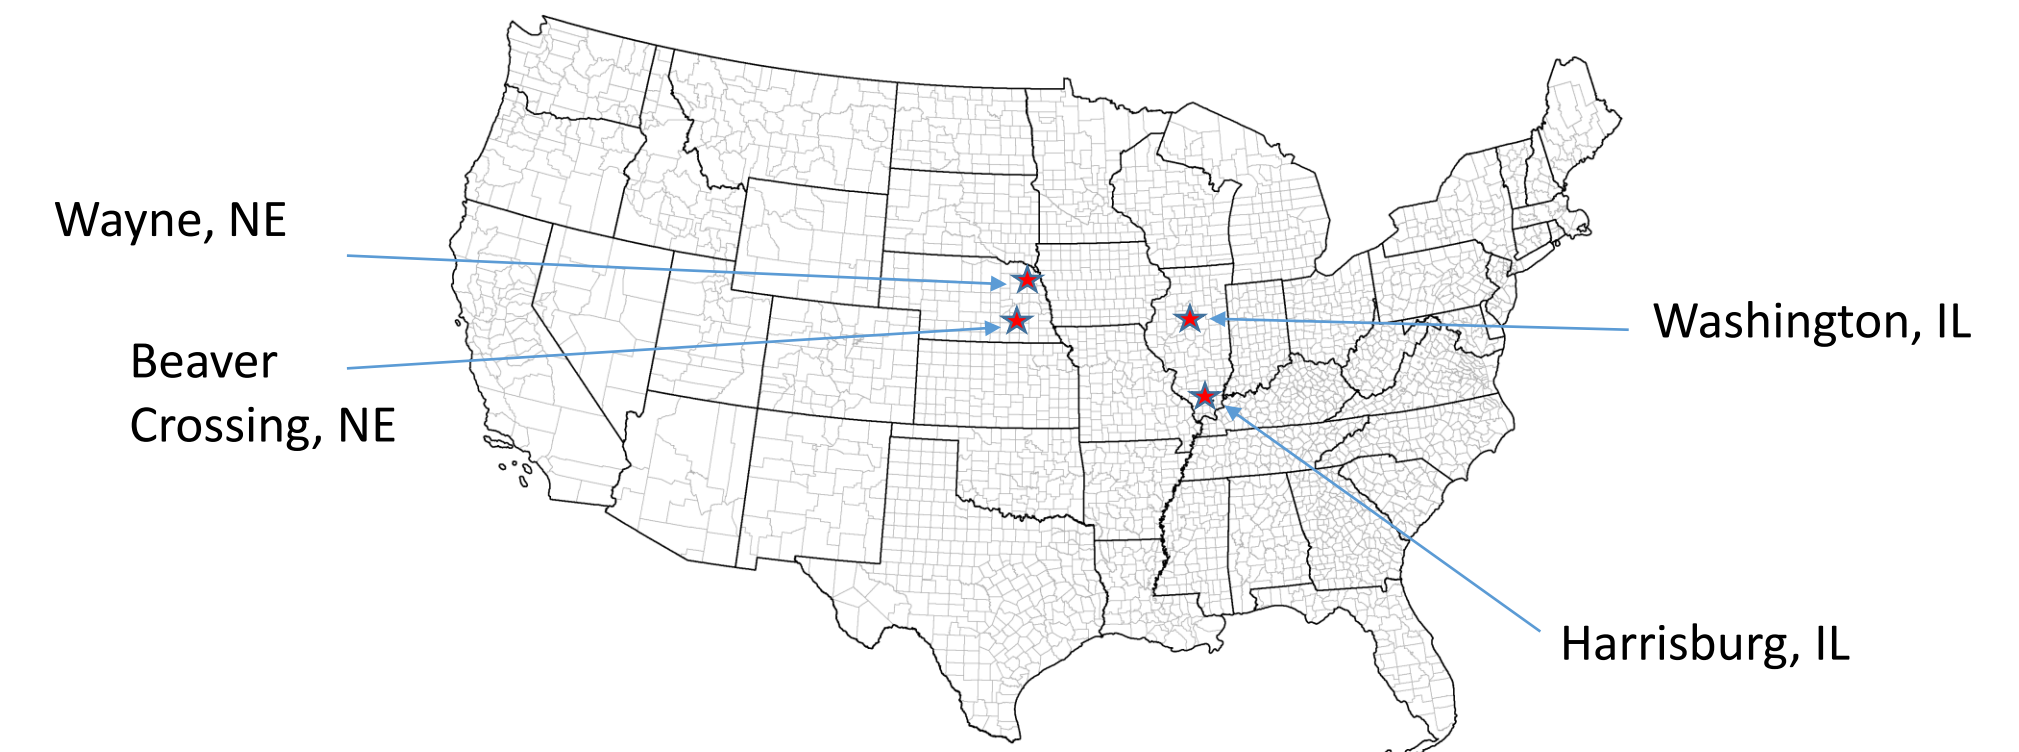 Wayne, NE
Beaver
Crossing, NE
Washington, IL
Harrisburg, IL